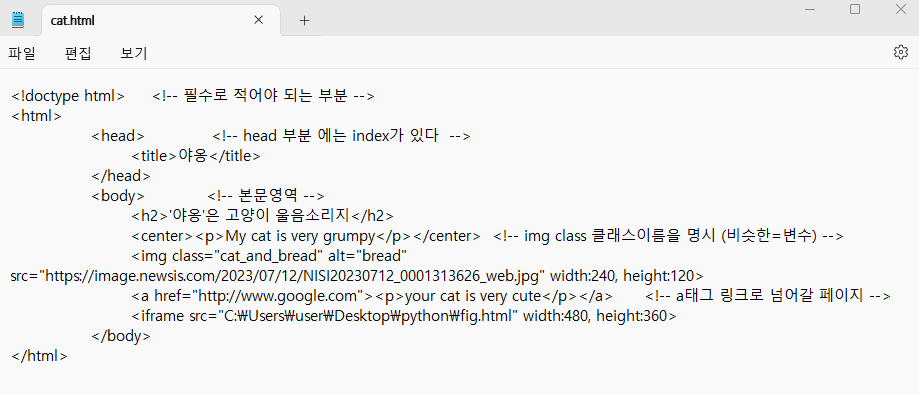 cat.html
파일 편집 보기
<!doctype html> <!-- 필수로 적어야 되는 부분 -->
<html>
<head> <!-- head 부분 에는 index가 있다 -->
<title>야옹</title>
</head>
<body> <!-- 본문영역 -->
<h2>'야옹'은 고양이 울음소리지</h2>
<center><p>My cat is very grumpy</p></center> <!-- img class 클래스이름을 명시 (비슷한=변수) -->
<img class="cat_and_bread" alt="bread"
src="https://image.newsis.com/2023/07/12/NISI20230712_0001313626_web.jpg" width:240, height:120>
<a href="http://www.google.com"><p>your cat is very cute</p></a> <!-- a태그 링크로 넘어갈 페이지 -->
<iframe src="C:₩Users₩user₩Desktop₩python₩fig.html" width:480, height:360>
</body>
</html>